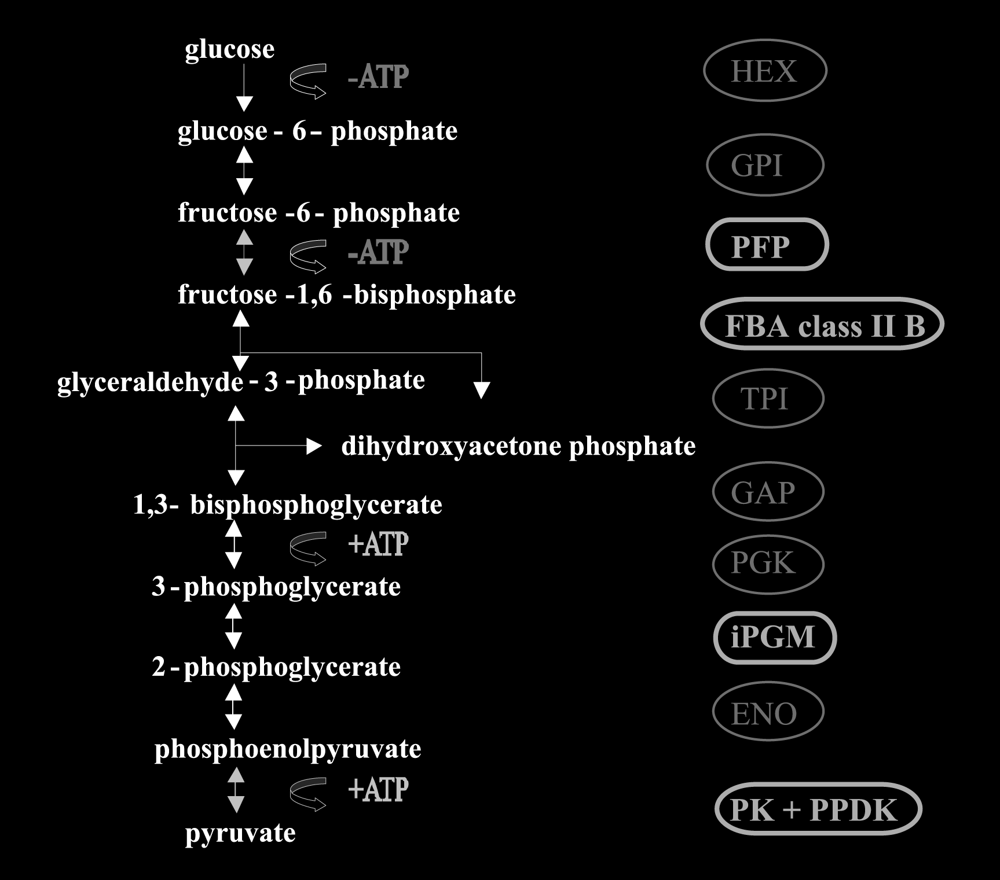 glucose
-ATP
HEX
glucose - 6 – phosphate
GPI
fructose -6 - phosphate
-ATP
PFP
fructose -1,6 -bisphosphate
FBA class II B
glyceraldehyde - 3 -phosphate
TPI
dihydroxyacetone phosphate
GAP
1,3- bisphosphoglycerate
+ATP
PGK
3 - phosphoglycerate
iPGM
2 - phosphoglycerate
ENO
phosphoenolpyruvate
+ATP
PK + PPDK
pyruvate